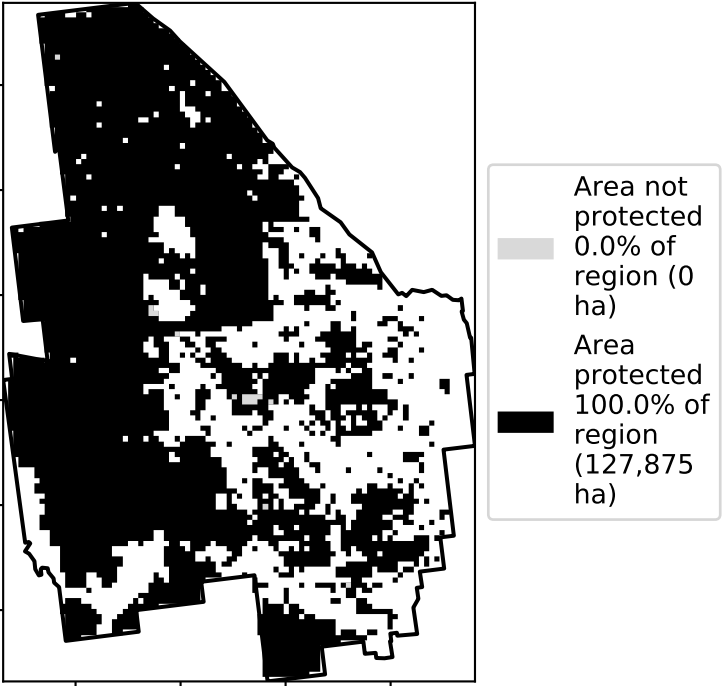 Area not
protected
0.0% of
region (0
ha)
Area
protected
100.0% of
region
(127,875
ha)